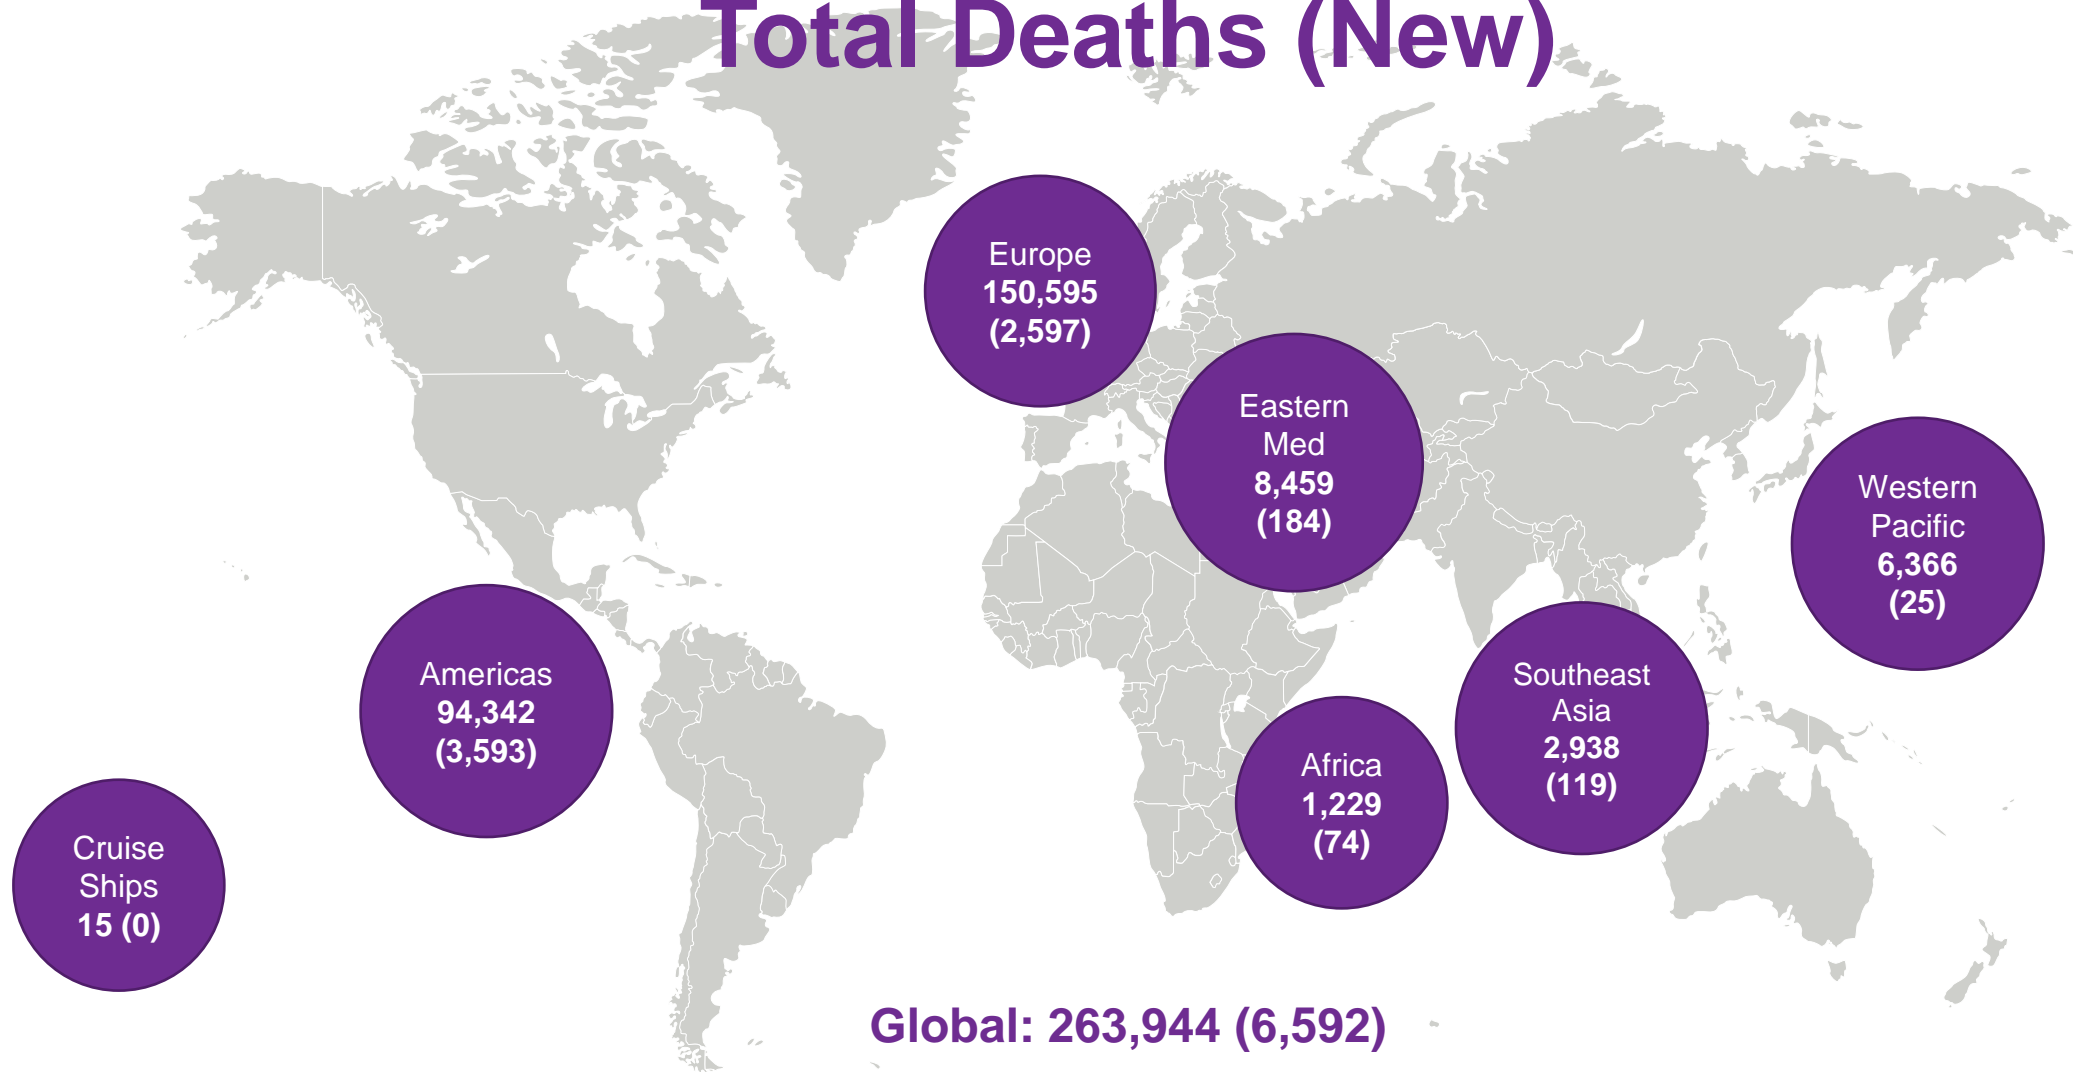 Total Deaths (New)
Europe
150,595
(2,597)
Eastern
Med
8,459
(184)
Western
Pacific
6,366
(25)
Americas
94,342
(3,593)
Southeast
Asia
2,938
(119)
Africa
1,229
(74)
Cruise
Ships
15 (0)
Global: 263,944 (6,592)